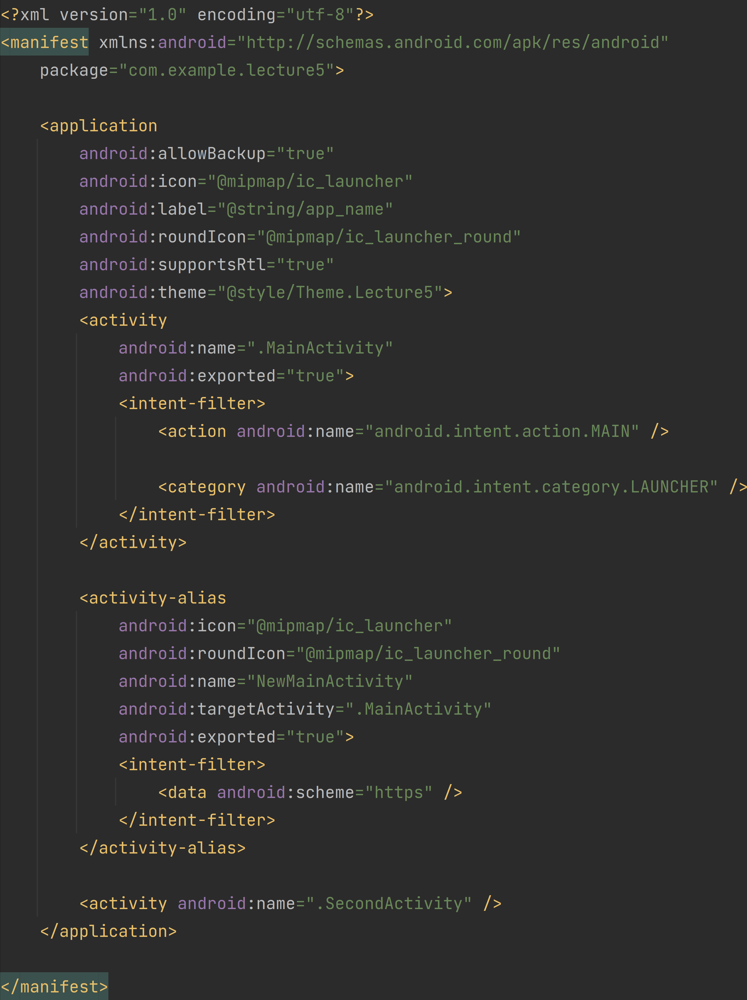 <?xml version="1.0" encoding="utf-8"?>
<manifest xmlns:android="http://schemas.android.com/apk/res/android"
    package="com.example.lecture5">

    <application
        android:allowBackup="true"
        android:icon="@mipmap/ic_launcher"
        android:label="@string/app_name"
        android:roundIcon="@mipmap/ic_launcher_round"
        android:supportsRtl="true"
        android:theme="@style/Theme.Lecture5">
        <activity
            android:name=".MainActivity"
            android:exported="true">
            <intent-filter>
                <action android:name="android.intent.action.MAIN" />

                <category android:name="android.intent.category.LAUNCHER" />
            </intent-filter>
        </activity>

        <activity-alias
            android:icon="@mipmap/ic_launcher"
            android:roundIcon="@mipmap/ic_launcher_round"
            android:name="NewMainActivity"
            android:targetActivity=".MainActivity"
            android:exported="true">
            <intent-filter>
                <data android:scheme="https" />
            </intent-filter>
        </activity-alias>

        <activity android:name=".SecondActivity" />
    </application>

</manifest>